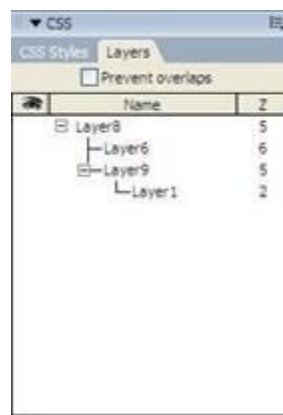 CSS
CSS Styles Layers
Prevent overlaps
Name Z
Layer8 5
Layer6 6
Layer9 5
Layer1 2